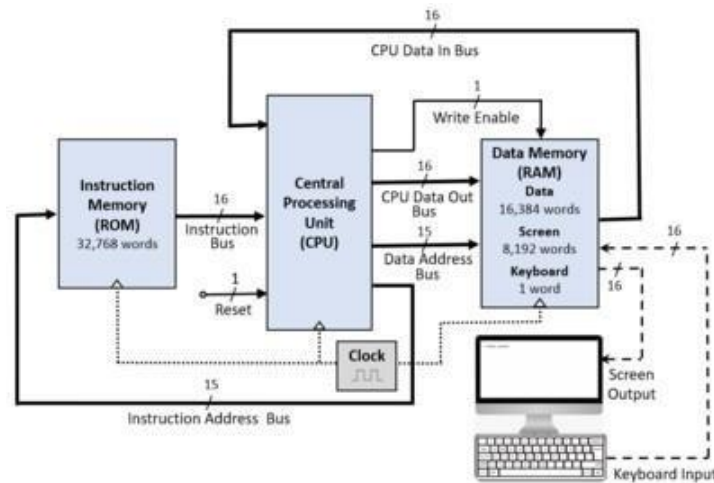 16
CPU Data In Bus
1
Write Enable
Instruction
Memory
(ROM)
32,768 words
16
Instruction
Bus
Central
Processing
Unit
(CPU)
16
CPU Data Out
Bus
15
Data Address
Bus
Data Memory
(RAM)
Data
16,384 words
Screen
8,192 words
Keyboard
1 word
16
16
1
Reset
Clock
15
Instruction Address Bus
Screen
Output
Keyboard Input